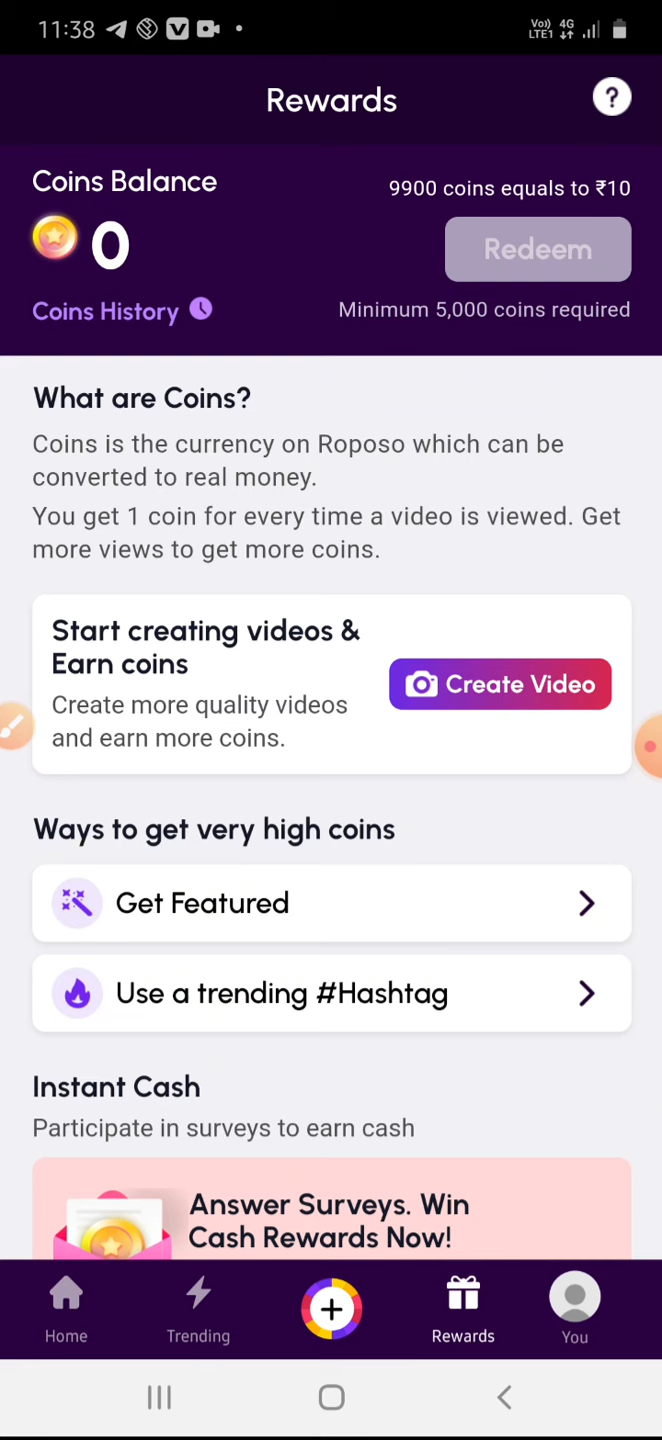 11:38
Vo)) 4G
LTE1
Rewards
?
Coins Balance
9900 coins equals to ₹10
0
Redeem
Coins History
Minimum 5,000 coins required
What are Coins?
Coins is the currency on Roposo which can be
converted to real money.
You get 1 coin for every time a video is viewed. Get
more views to get more coins.
Start creating videos &
Earn coins
Create Video
Create more quality videos
and earn more coins.
Ways to get very high coins
Get Featured
Use a trending #Hashtag
Instant Cash
Participate in surveys to earn cash
Answer Surveys. Win
Cash Rewards Now!
Home
Trending
Rewards
You